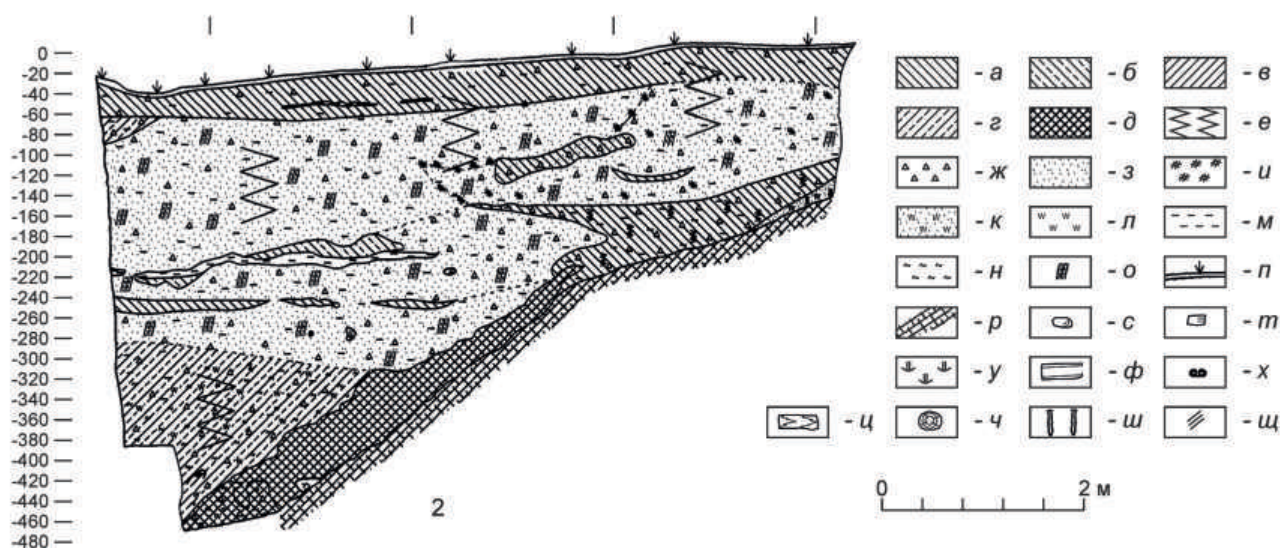 0
-20
-40
-60
-80
-100
-120
-140
-160
-180
-200
-220
-240
-260
-280
-300
-320
-340
-360
-380
-400
-420
-440
-460
-480
2
- а - б - в
- г - д - е
- ж - з - и
- к - л - м
- н - о - п
- р - с - т
- у - ф - х
- ц - ч - ш - щ
0 2 м